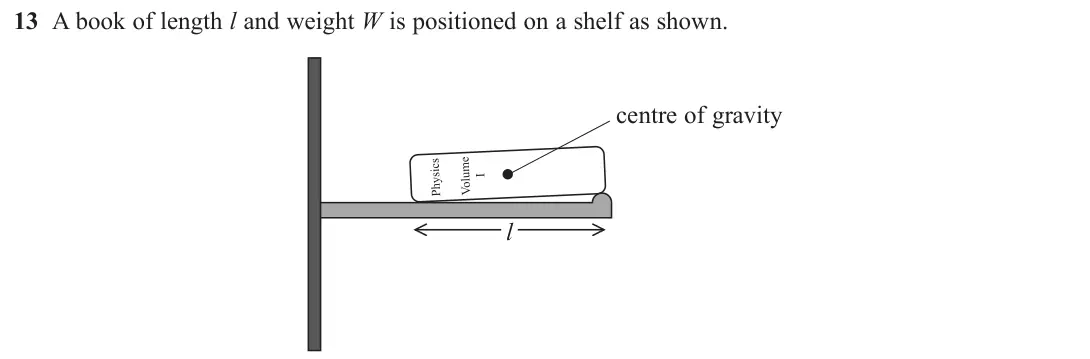 13 A book of length l and weight W is positioned on a shelf as shown.
centre of gravity
Physics
Volume
I
l